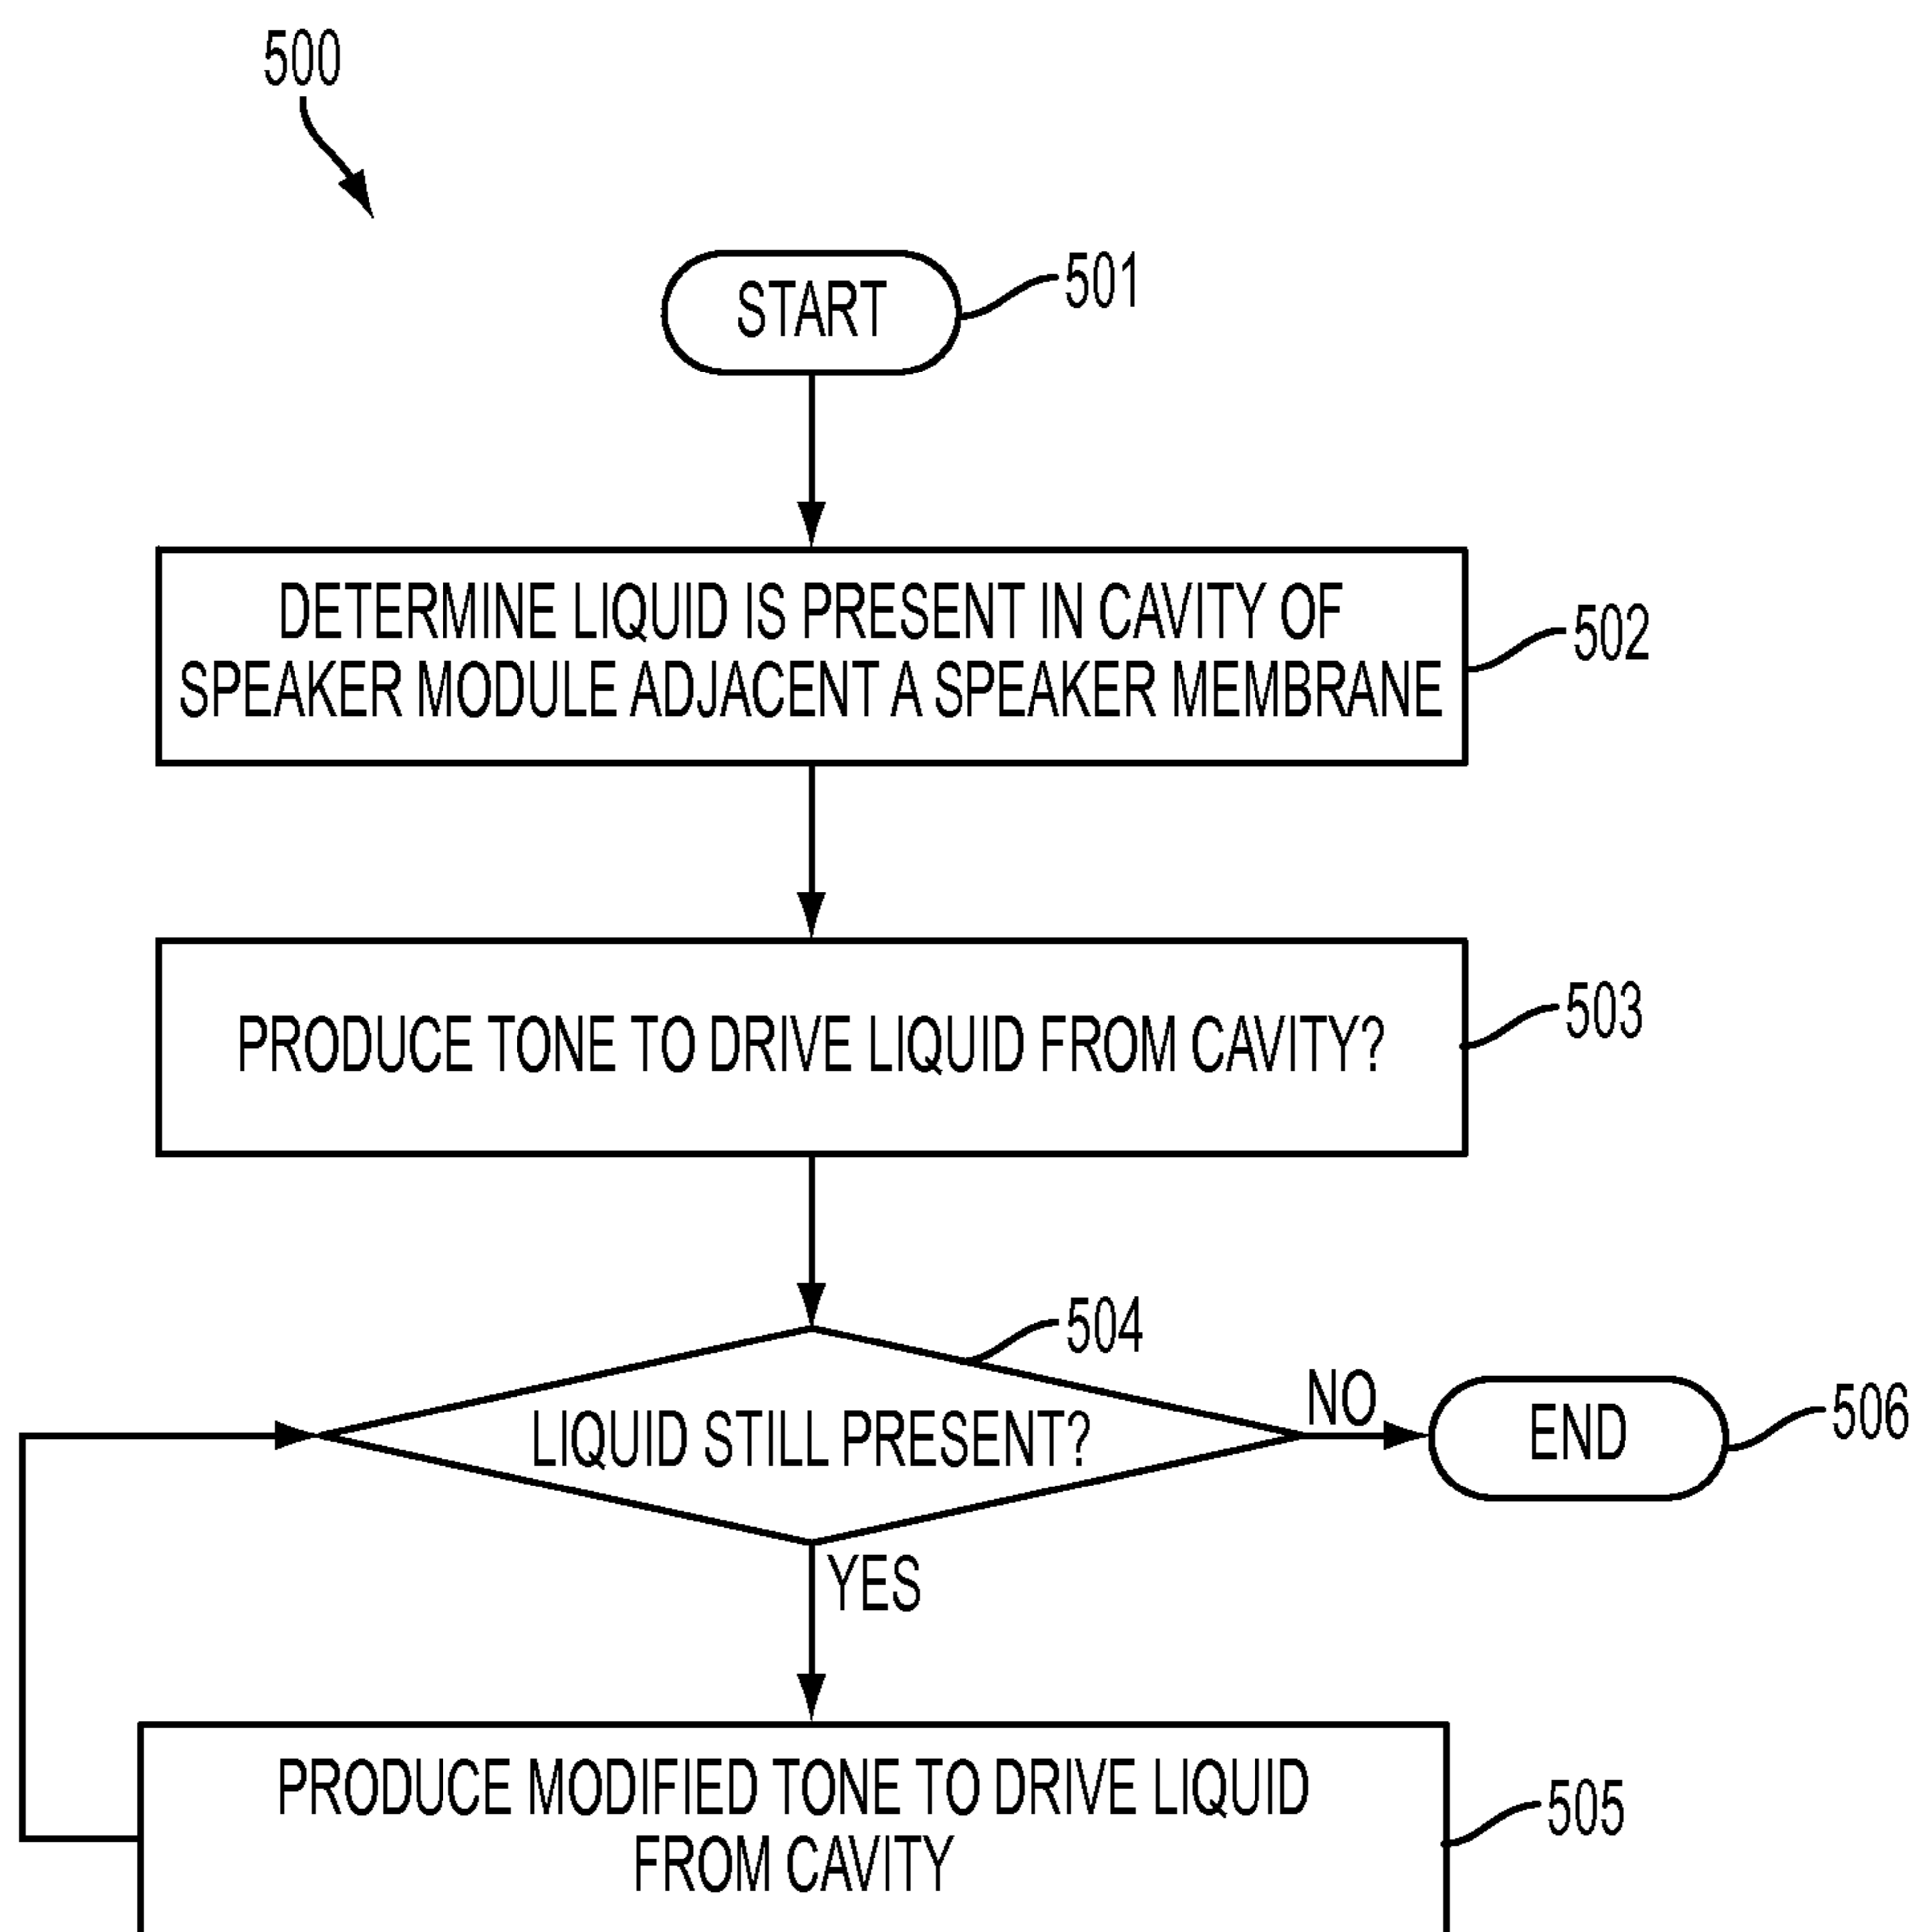 500
START
501
DETERMINE LIQUID IS PRESENT IN CAVITY OF
SPEAKER MODULE ADJACENT A SPEAKER MEMBRANE
502
PRODUCE TONE TO DRIVE LIQUID FROM CAVITY?
503
504
LIQUID STILL PRESENT?
NO
END
506
YES
PRODUCE MODIFIED TONE TO DRIVE LIQUID
FROM CAVITY
505